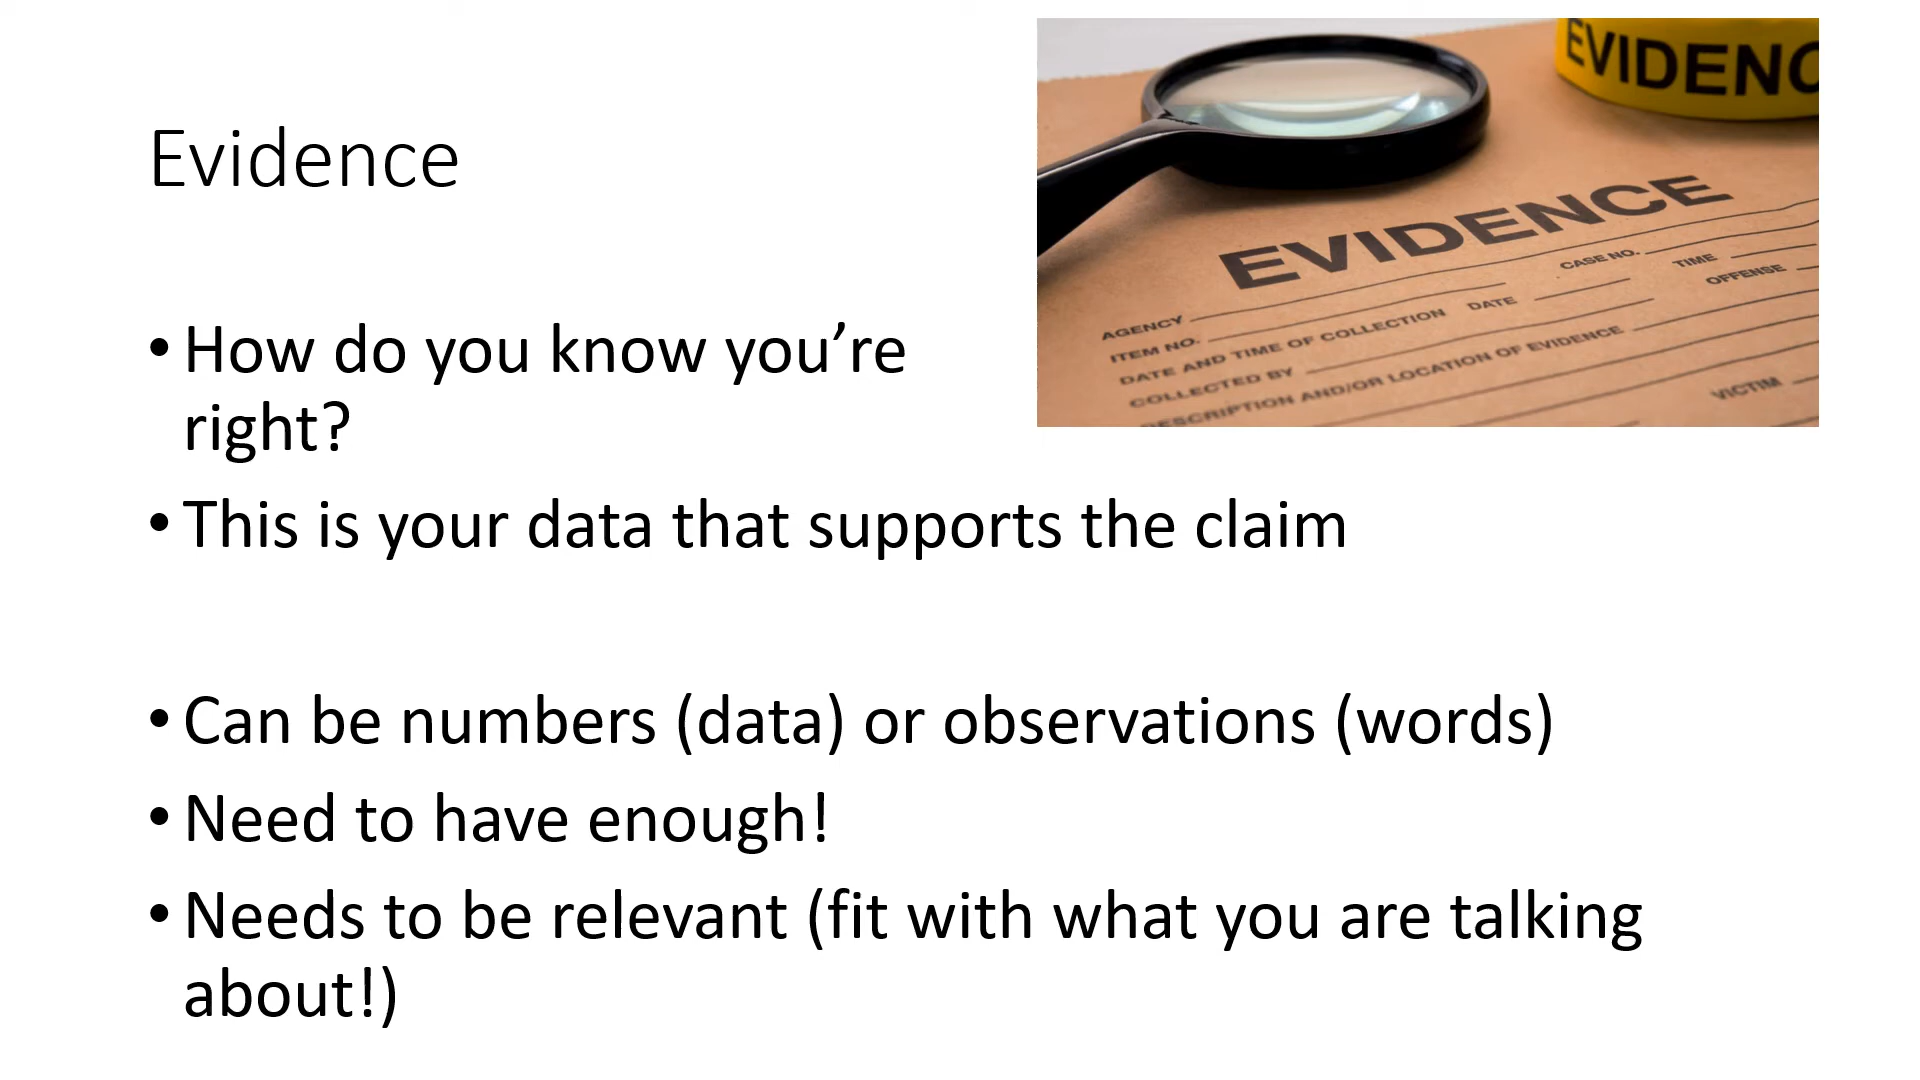 Evidence
EVIDENC
EVIDENCE
AGENCY
CASE NO. TIME
ITEM NO. DATE OFFENSE
DATE AND TIME OF COLLECTION
COLLECTED BY
DESCRIPTION AND/OR LOCATION OF EVIDENCE
VICTIM
• How do you know you’re
right?
• This is your data that supports the claim
• Can be numbers (data) or observations (words)
• Need to have enough!
• Needs to be relevant (fit with what you are talking
about!)